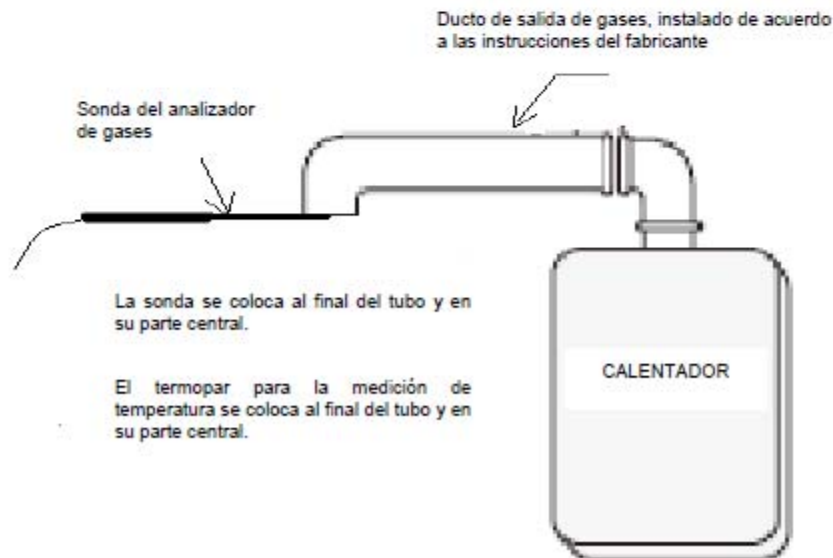 Ducto de salida de gases, instalado de acuerdo
a las instrucciones del fabricante
Sonda del analizador
de gases
La sonda se coloca al final del tubo y en
su parte central.
El termopar para la medición de
temperatura se coloca al final del tubo y en
su parte central.
CALENTADOR